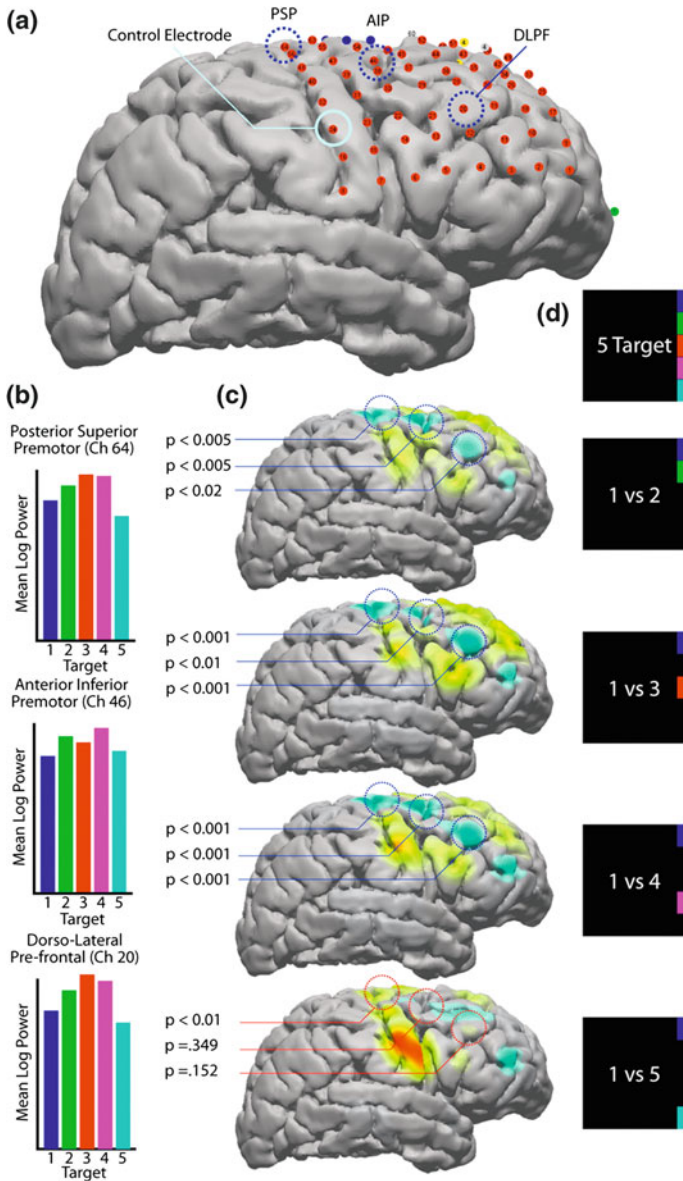 (a)
PSP
AIP
DLPF
Control Electrode
(d)
5 Target
(b)
(c)
Posterior Superior
Premotor (Ch 64)
Mean Log Power
1 2 3 4 5
Target
p < 0.005
p < 0.005
p < 0.02
1 vs 2
Anterior Inferior
Premotor (Ch 46)
Mean Log Power
1 2 3 4 5
Target
p < 0.001
p < 0.01
p < 0.001
1 vs 3
p < 0.001
p < 0.001
p < 0.001
1 vs 4
Dorso-Lateral
Pre-frontal (Ch 20)
Mean Log Power
1 2 3 4 5
Target
p < 0.01
p =.349
p =.152
1 vs 5